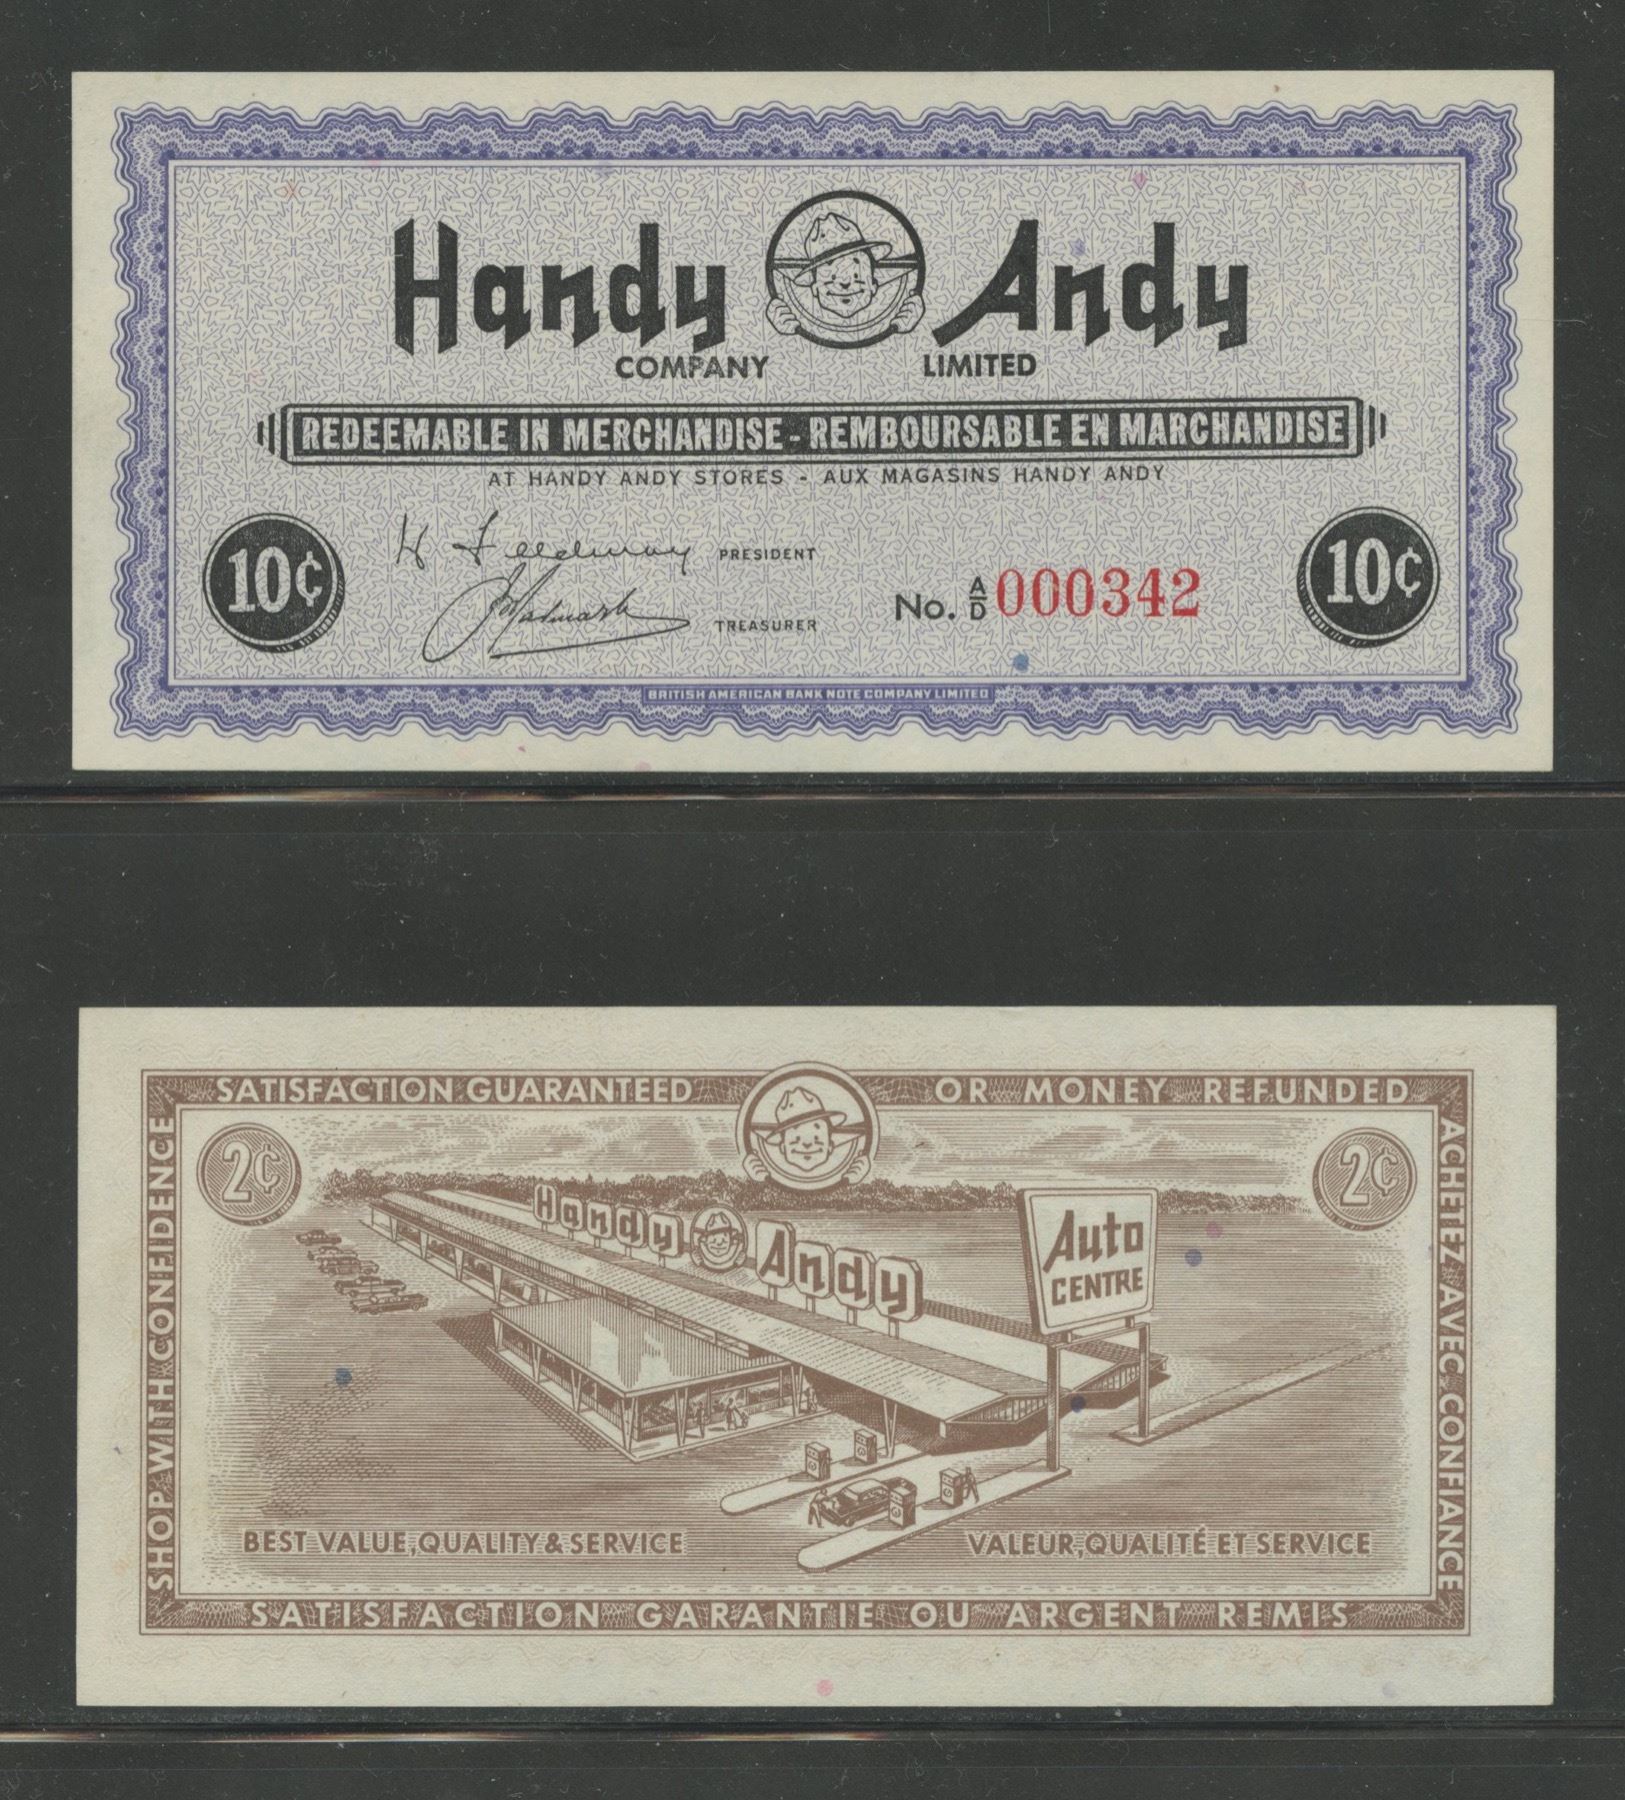 Handy Andy
COMPANY LIMITED
REDEEMABLE IN MERCHANDISE - REMBOURSABLE EN MARCHANDISE
AT HANDY ANDY STORES - AUX MAGASINS HANDY ANDY
10¢
PRESIDENT
TREASURER
No. A/D 000342
10¢
BRITISH AMERICAN BANK NOTE COMPANY LIMITED
SATISFACTION GUARANTEED OR MONEY REFUNDED
SHOP WITH CONFIDENCE
ACHETEZ AVEC CONFIANCE
2¢
2¢
Handy Andy
Auto
CENTRE
BEST VALUE, QUALITY & SERVICE
VALEUR, QUALITÉ ET SERVICE
SATISFACTION GARANTIE OU ARGENT REMIS